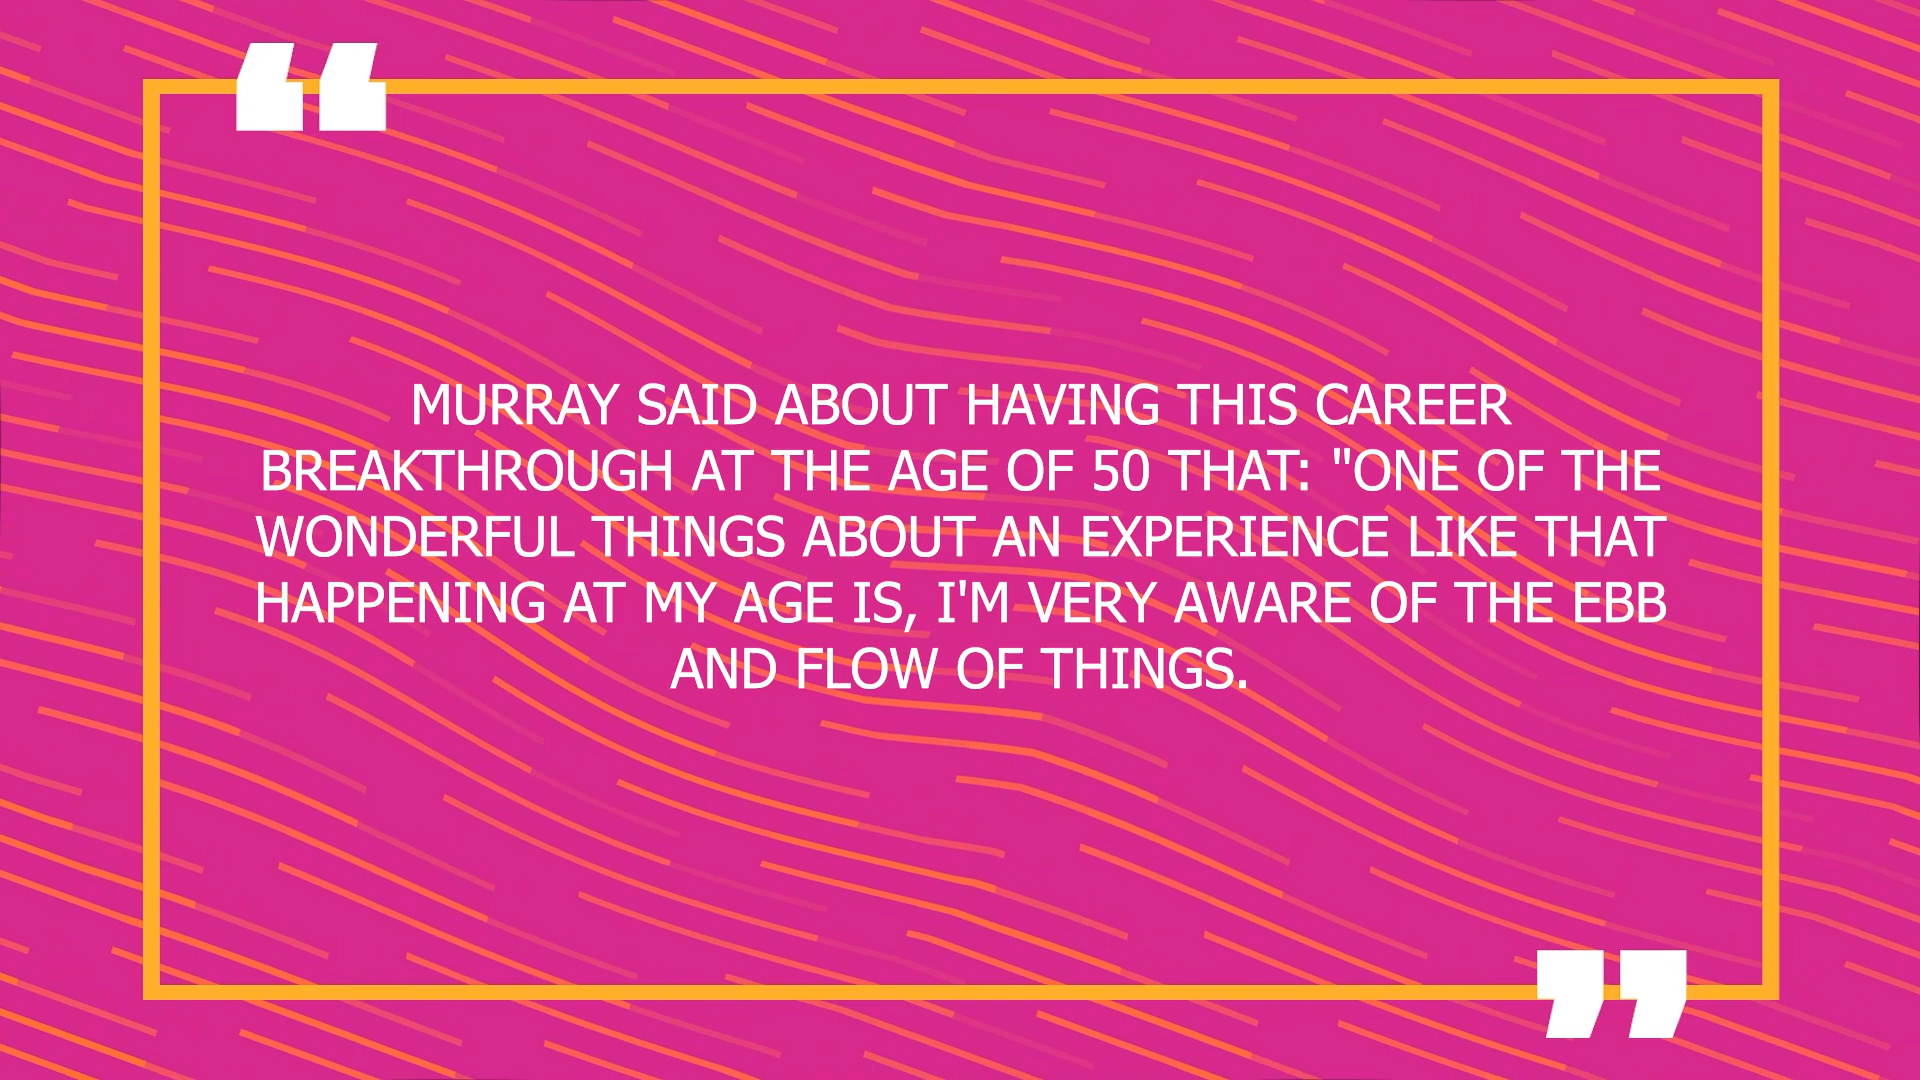 MURRAY SAID ABOUT HAVING THIS CAREER
BREAKTHROUGH AT THE AGE OF 50 THAT: "ONE OF THE
WONDERFUL THINGS ABOUT AN EXPERIENCE LIKE THAT
HAPPENING AT MY AGE IS, I'M VERY AWARE OF THE EBB
AND FLOW OF THINGS.